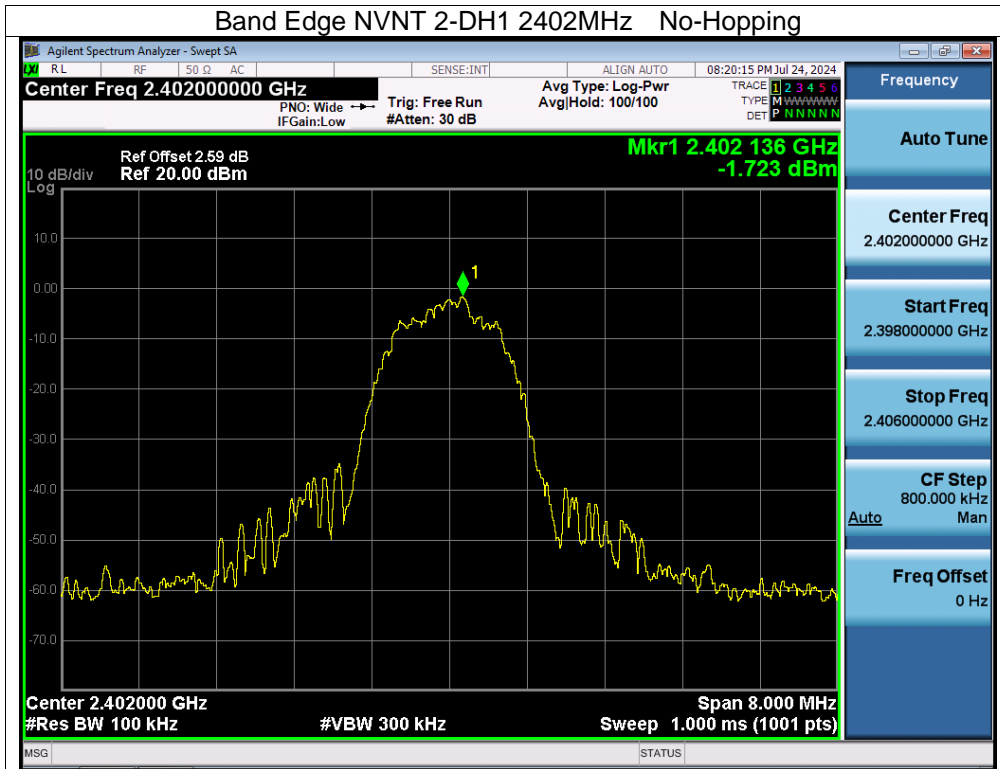 Band Edge NVNT 2-DH1 2402MHz No-Hopping
Agilent Spectrum Analyzer - Swept SA
LXI RL RF 50 Ω AC SENSE:INT ALIGN AUTO 08:20:15 PM Jul 24, 2024
Center Freq 2.402000000 GHz
PNO: Wide
IFGain:Low
Trig: Free Run
#Atten: 30 dB
Avg Type: Log-Pwr
Avg|Hold: 100/100
TRACE 1 2 3 4 5 6
TYPE M WWWWW
DET P N N N N N
Mkr1 2.402 136 GHz
-1.723 dBm
Ref Offset 2.59 dB
10 dB/div Ref 20.00 dBm
Log
10.0
0.00
-10.0
-20.0
-30.0
-40.0
-50.0
-60.0
-70.0
1
Center 2.402000 GHz Span 8.000 MHz
#Res BW 100 kHz #VBW 300 kHz Sweep 1.000 ms (1001 pts)
MSG STATUS
Frequency
Auto Tune
Center Freq
2.402000000 GHz
Start Freq
2.398000000 GHz
Stop Freq
2.406000000 GHz
CF Step
800.000 kHz
Auto Man
Freq Offset
0 Hz